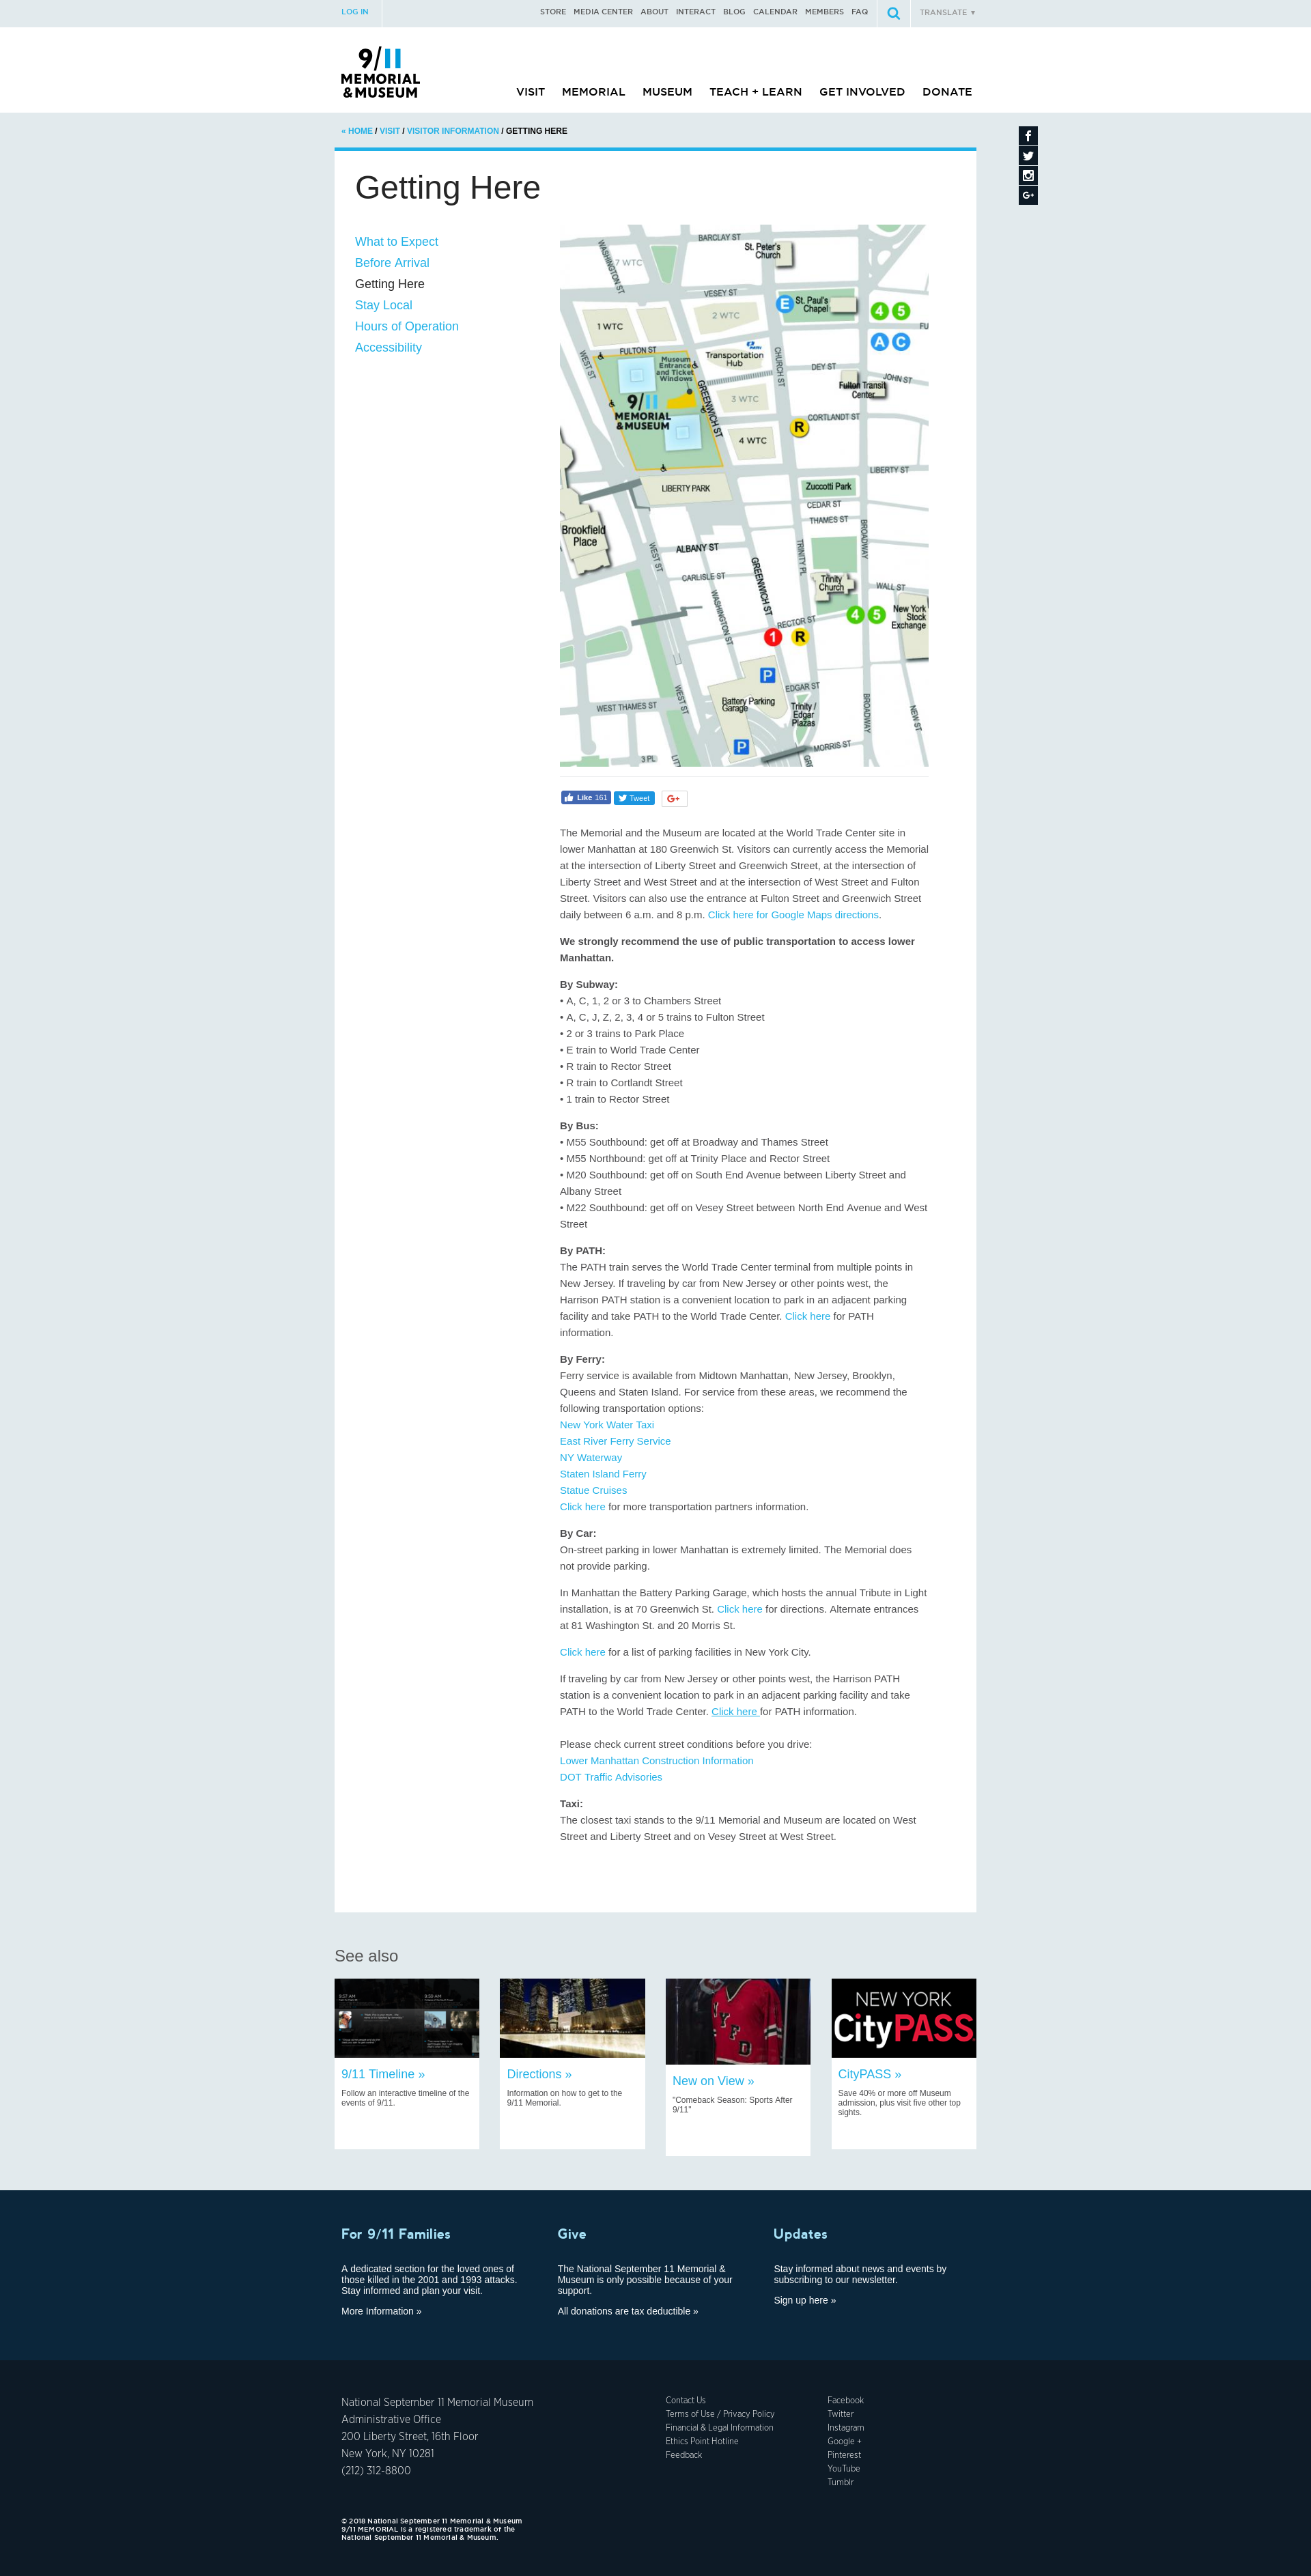 LOG IN
STORE MEDIA CENTER ABOUT INTERACT BLOG CALENDAR MEMBERS FAQ
TRANSLATE ▼
9/11
MEMORIAL
&MUSEUM
VISIT MEMORIAL MUSEUM TEACH + LEARN GET INVOLVED DONATE
« HOME / VISIT / VISITOR INFORMATION / GETTING HERE
Getting Here
What to Expect
Before Arrival
Getting Here
Stay Local
Hours of Operation
Accessibility
BARCLAY ST
WASHINGTON ST
7 WTC
St. Peter's
Church
VESEY ST
E
St. Paul's
Chapel
4 5
A C
FU
2 WTC
1 WTC
FULTON ST
WEST ST
PATH
Transportation
Hub
Museum
Entrance
and Ticket
Windows
CHURCH ST
DEY ST
JOHN ST
Fulton Transit
Center
GREENWICH ST
3 WTC
9/11
MEMORIAL
& MUSEUM
CORTLANDT ST
R
4 WTC
LIBERTY ST
LIBERTY PARK
Zuccotti Park
CEDAR ST
THAMES ST
Brookfield
Place
WEST ST
ALBANY ST
TRINITY PL
BROADWAY
CARLISLE ST
GREENWICH ST
WASHINGTON ST
Trinity
Church
WALL ST
4 5
New York
Stock
Exchange
RECTOR ST
1 R
P
WEST ST
EDGAR ST
WEST THAMES ST
Battery Parking
Garage
Trinity /
Edgar
Plazas
BROADWAY
NEW ST
P
MORRIS ST
3 PL
Like 161
Tweet
G+
The Memorial and the Museum are located at the World Trade Center site in
lower Manhattan at 180 Greenwich St. Visitors can currently access the Memorial
at the intersection of Liberty Street and Greenwich Street, at the intersection of
Liberty Street and West Street and at the intersection of West Street and Fulton
Street. Visitors can also use the entrance at Fulton Street and Greenwich Street
daily between 6 a.m. and 8 p.m. Click here for Google Maps directions.
We strongly recommend the use of public transportation to access lower
Manhattan.
By Subway:
• A, C, 1, 2 or 3 to Chambers Street
• A, C, J, Z, 2, 3, 4 or 5 trains to Fulton Street
• 2 or 3 trains to Park Place
• E train to World Trade Center
• R train to Rector Street
• R train to Cortlandt Street
• 1 train to Rector Street
By Bus:
• M55 Southbound: get off at Broadway and Thames Street
• M55 Northbound: get off at Trinity Place and Rector Street
• M20 Southbound: get off on South End Avenue between Liberty Street and
Albany Street
• M22 Southbound: get off on Vesey Street between North End Avenue and West
Street
By PATH:
The PATH train serves the World Trade Center terminal from multiple points in
New Jersey. If traveling by car from New Jersey or other points west, the
Harrison PATH station is a convenient location to park in an adjacent parking
facility and take PATH to the World Trade Center. Click here for PATH
information.
By Ferry:
Ferry service is available from Midtown Manhattan, New Jersey, Brooklyn,
Queens and Staten Island. For service from these areas, we recommend the
following transportation options:
New York Water Taxi
East River Ferry Service
NY Waterway
Staten Island Ferry
Statue Cruises
Click here for more transportation partners information.
By Car:
On-street parking in lower Manhattan is extremely limited. The Memorial does
not provide parking.
In Manhattan the Battery Parking Garage, which hosts the annual Tribute in Light
installation, is at 70 Greenwich St. Click here for directions. Alternate entrances
at 81 Washington St. and 20 Morris St.
Click here for a list of parking facilities in New York City.
If traveling by car from New Jersey or other points west, the Harrison PATH
station is a convenient location to park in an adjacent parking facility and take
PATH to the World Trade Center. Click here for PATH information.
Please check current street conditions before you drive:
Lower Manhattan Construction Information
DOT Traffic Advisories
Taxi:
The closest taxi stands to the 9/11 Memorial and Museum are located on West
Street and Liberty Street and on Vesey Street at West Street.
See also
NEW YORK
CityPASS
9/11 Timeline »
Follow an interactive timeline of the
events of 9/11.
Directions »
Information on how to get to the
9/11 Memorial.
New on View »
"Comeback Season: Sports After
9/11"
CityPASS »
Save 40% or more off Museum
admission, plus visit five other top
sights.
For 9/11 Families
A dedicated section for the loved ones of
those killed in the 2001 and 1993 attacks.
Stay informed and plan your visit.
More Information »
Give
The National September 11 Memorial &
Museum is only possible because of your
support.
All donations are tax deductible »
Updates
Stay informed about news and events by
subscribing to our newsletter.
Sign up here »
National September 11 Memorial Museum
Administrative Office
200 Liberty Street, 16th Floor
New York, NY 10281
(212) 312-8800
Contact Us
Terms of Use / Privacy Policy
Financial & Legal Information
Ethics Point Hotline
Feedback
Facebook
Twitter
Instagram
Google +
Pinterest
YouTube
Tumblr
© 2018 National September 11 Memorial & Museum
9/11 MEMORIAL is a registered trademark of the
National September 11 Memorial & Museum.